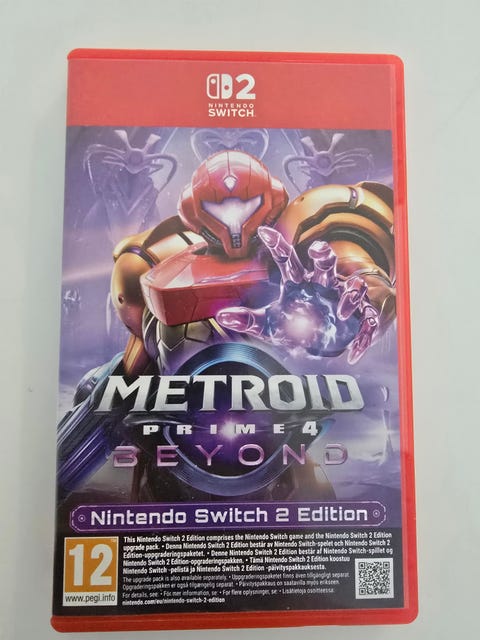 2
NINTENDO
SWITCH
METROID
PRIME 4
BEYOND
Nintendo Switch 2 Edition
12
www.pegi.info
This Nintendo Switch 2 Edition comprises the Nintendo Switch game and the Nintendo Switch 2 Edition
upgrade pack. • Denna Nintendo Switch 2 Edition består av Nintendo Switch-spelet och Nintendo Switch 2
Edition-uppgraderingspaketet. • Denne Nintendo Switch 2 Edition består af Nintendo Switch-spillet og
Nintendo Switch 2 Edition-opgraderingspakken. • Tämä Nintendo Switch 2 Edition koostuu
Nintendo Switch -pelistä ja Nintendo Switch 2 Edition -päivityspakkauksesta.
The upgrade pack is also available separately. • Uppgraderingspaketet finns även tillgängligt separat.
Opgraderingspakken er også tilgængelig separat. • Päivityspakkaus on saatavilla myös erikseen.
For details, see: • För mer information, se: • For flere oplysninger, se: • Lisätietoja osoitteessa:
nintendo.com/eu/nintendo-switch-2-edition